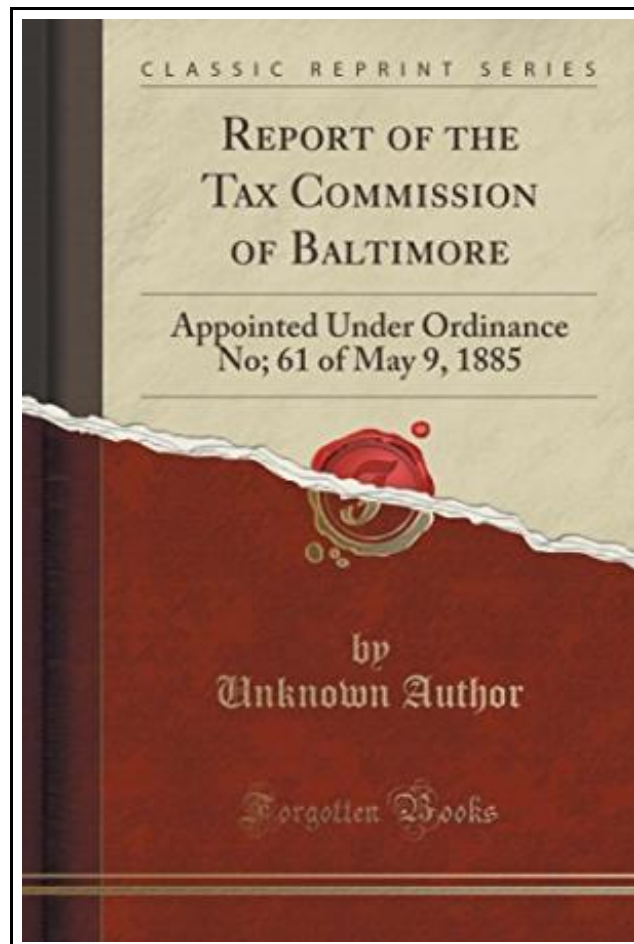 CLASSIC REPRINT SERIES
REPORT OF THE
TAX COMMISSION
OF BALTIMORE
Appointed Under Ordinance
No; 61 of May 9, 1885
by
Unknown Author
Forgotten Books